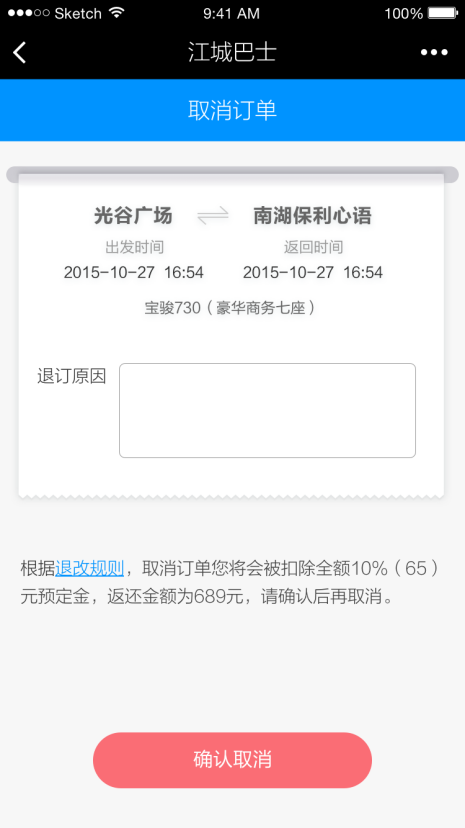 Sketch 9:41 AM 100%
江城巴士
取消订单
光谷广场 南湖保利心语
出发时间 返回时间
2015-10-27 16:54 2015-10-27 16:54
宝骏730（豪华商务七座）
退订原因
根据退改规则，取消订单您将会被扣除全额10%（65）
元预定金，返还金额为689元，请确认后再取消。
确认取消